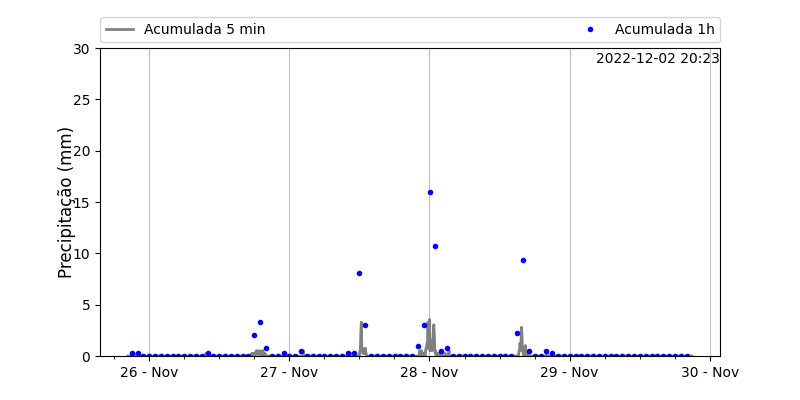 Acumulada 5 min
Acumulada 1h
2022-12-02 20:23
Precipitação (mm)
30
25
20
15
10
5
0
26 - Nov
27 - Nov
28 - Nov
29 - Nov
30 - Nov